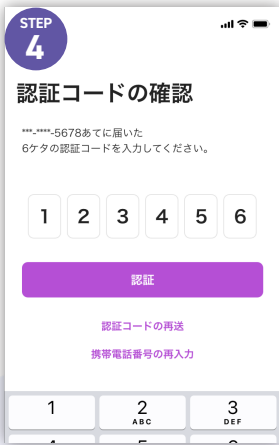 STEP
4
認証コードの確認
***-****-5678あてに届いた
6ケタの認証コードを入力してください。
1 2 3 4 5 6
認証
認証コードの再送
携帯電話番号の再入力
1 2 3
ABC DEF